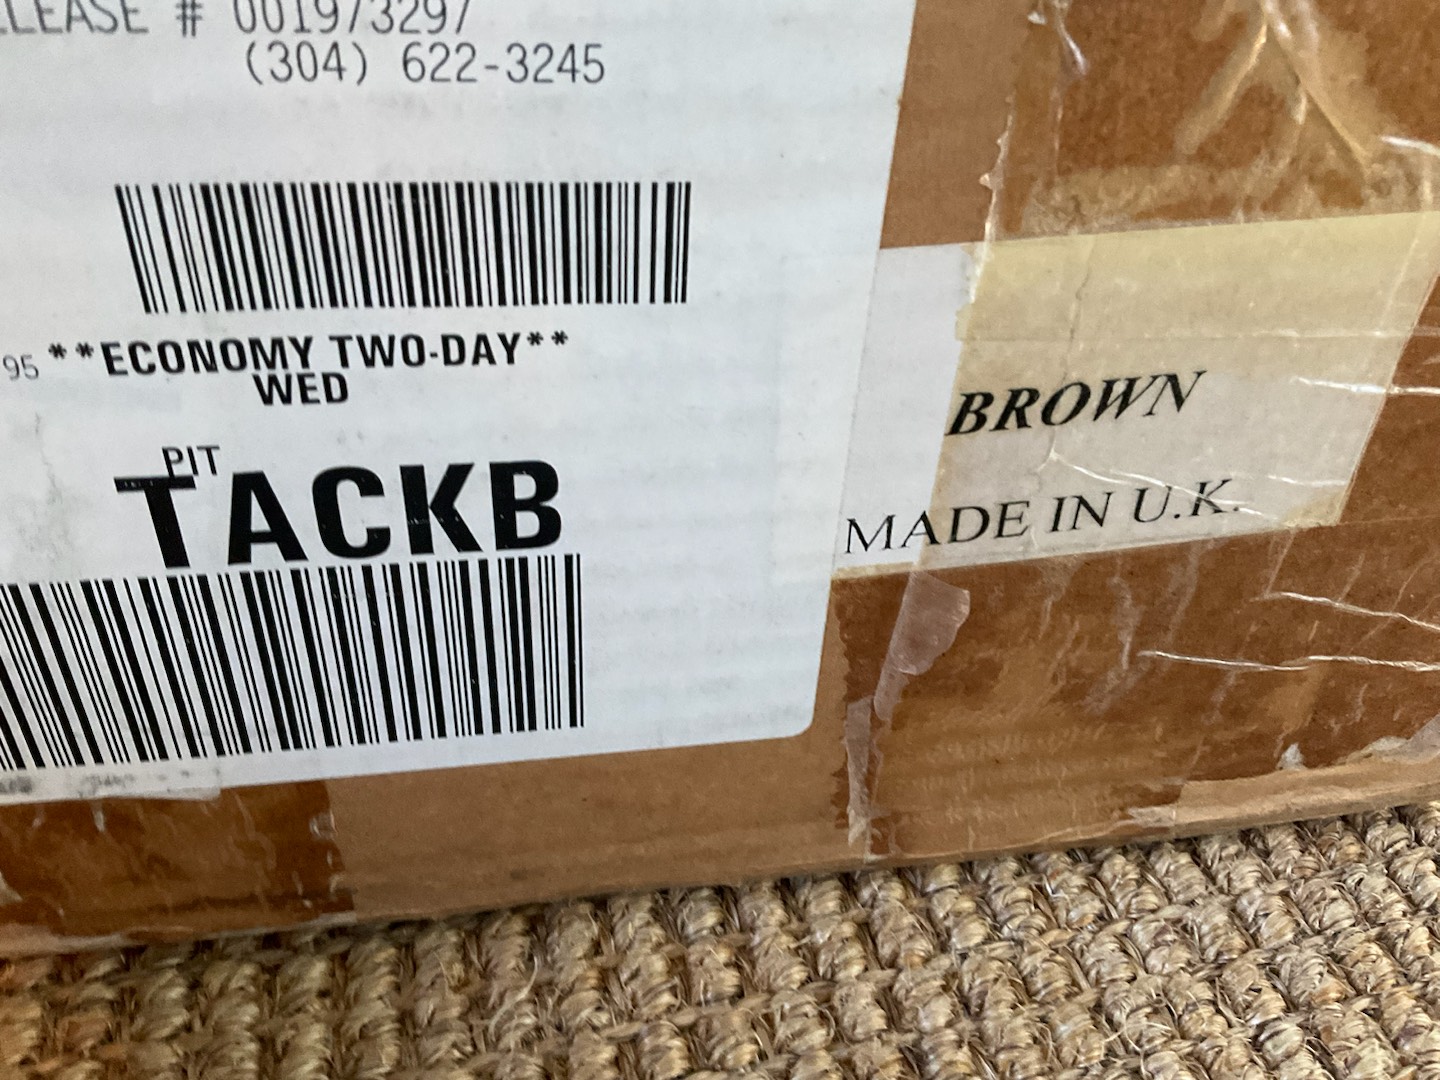 LEASE # 001973297
(304) 622-3245
95 **ECONOMY TWO-DAY**
WED
PIT
TACKB
BROWN
MADE IN U.K.